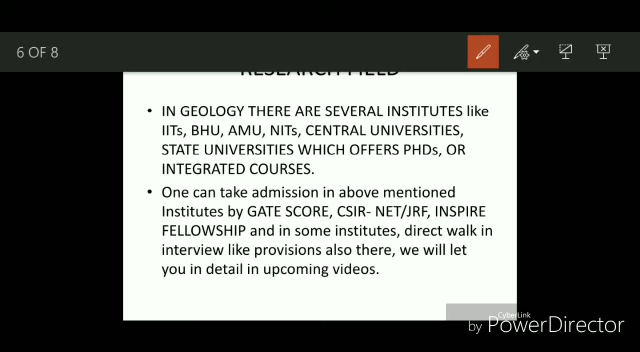 6 OF 8
RESEARCH FIELD
• IN GEOLOGY THERE ARE SEVERAL INSTITUTES like
IITs, BHU, AMU, NITs, CENTRAL UNIVERSITIES,
STATE UNIVERSITIES WHICH OFFERS PHDs, OR
INTEGRATED COURSES.
• One can take admission in above mentioned
Institutes by GATE SCORE, CSIR- NET/JRF, INSPIRE
FELLOWSHIP and in some institutes, direct walk in
interview like provisions also there, we will let
you in detail in upcoming videos.
CyberLink
by PowerDirector